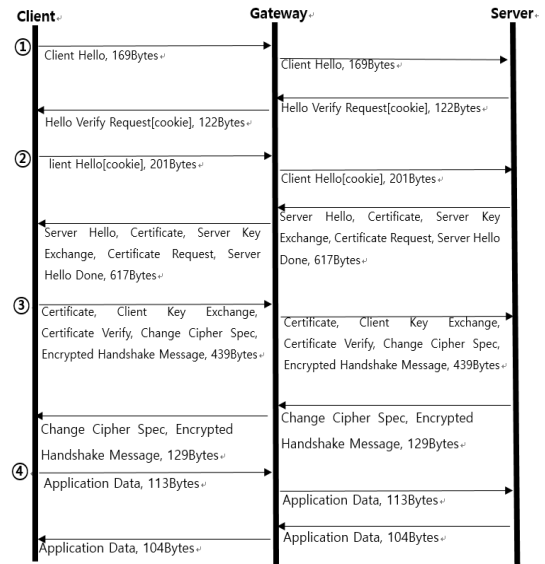 Client Gateway Server
①
Client Hello, 169Bytes
Client Hello, 169Bytes
Hello Verify Request[cookie], 122Bytes
Hello Verify Request[cookie], 122Bytes
②
lient Hello[cookie], 201Bytes
Client Hello[cookie], 201Bytes
Server Hello, Certificate, Server Key
Exchange, Certificate Request, Server Hello
Done, 617Bytes
Server Hello, Certificate, Server Key
Exchange, Certificate Request, Server
Hello Done, 617Bytes
③
Certificate, Client Key Exchange,
Certificate Verify, Change Cipher Spec,
Encrypted Handshake Message, 439Bytes
Certificate, Client Key Exchange,
Certificate Verify, Change Cipher Spec,
Encrypted Handshake Message, 439Bytes
Change Cipher Spec, Encrypted
Handshake Message, 129Bytes
Change Cipher Spec, Encrypted
Handshake Message, 129Bytes
④
Application Data, 113Bytes
Application Data, 113Bytes
Application Data, 104Bytes
Application Data, 104Bytes